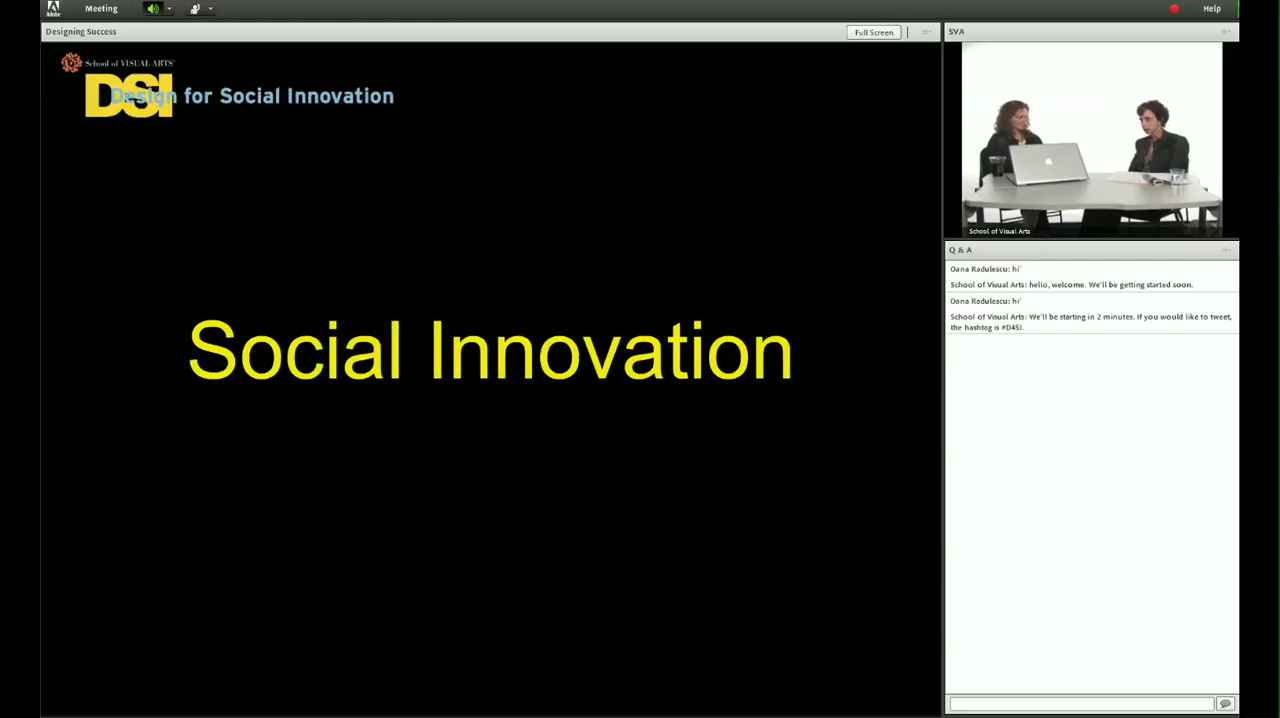 Adobe
Meeting
Help
Designing Success
Full Screen
SVA
School of VISUAL ARTS
DSI
Design for Social Innovation
School of Visual Arts
Social Innovation
Q & A
Oana Radulescu: hi'
School of Visual Arts: hello, welcome. We'll be getting started soon.
Oana Radulescu: hi'
School of Visual Arts: We'll be starting in 2 minutes. If you would like to tweet,
the hashtag is #D4SI.